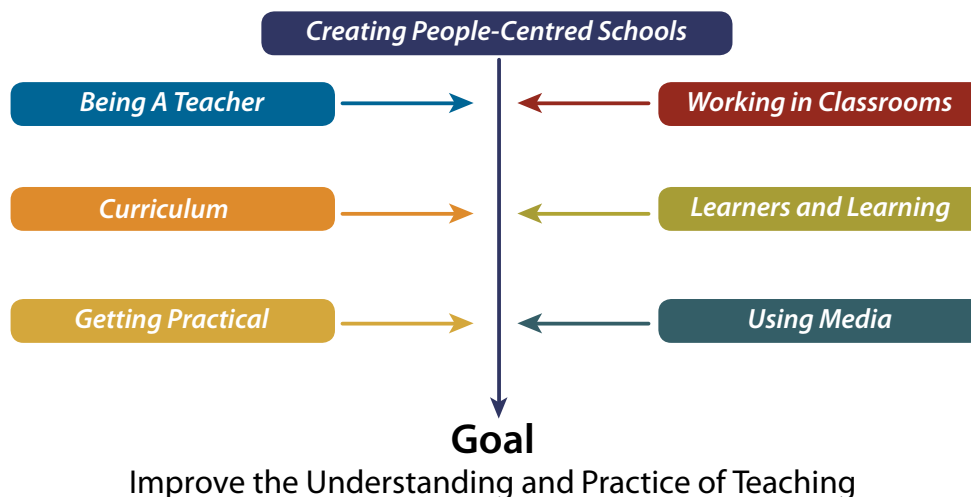 Creating People-Centred Schools
Being A Teacher
Working in Classrooms
Curriculum
Learners and Learning
Getting Practical
Using Media
Goal
Improve the Understanding and Practice of Teaching